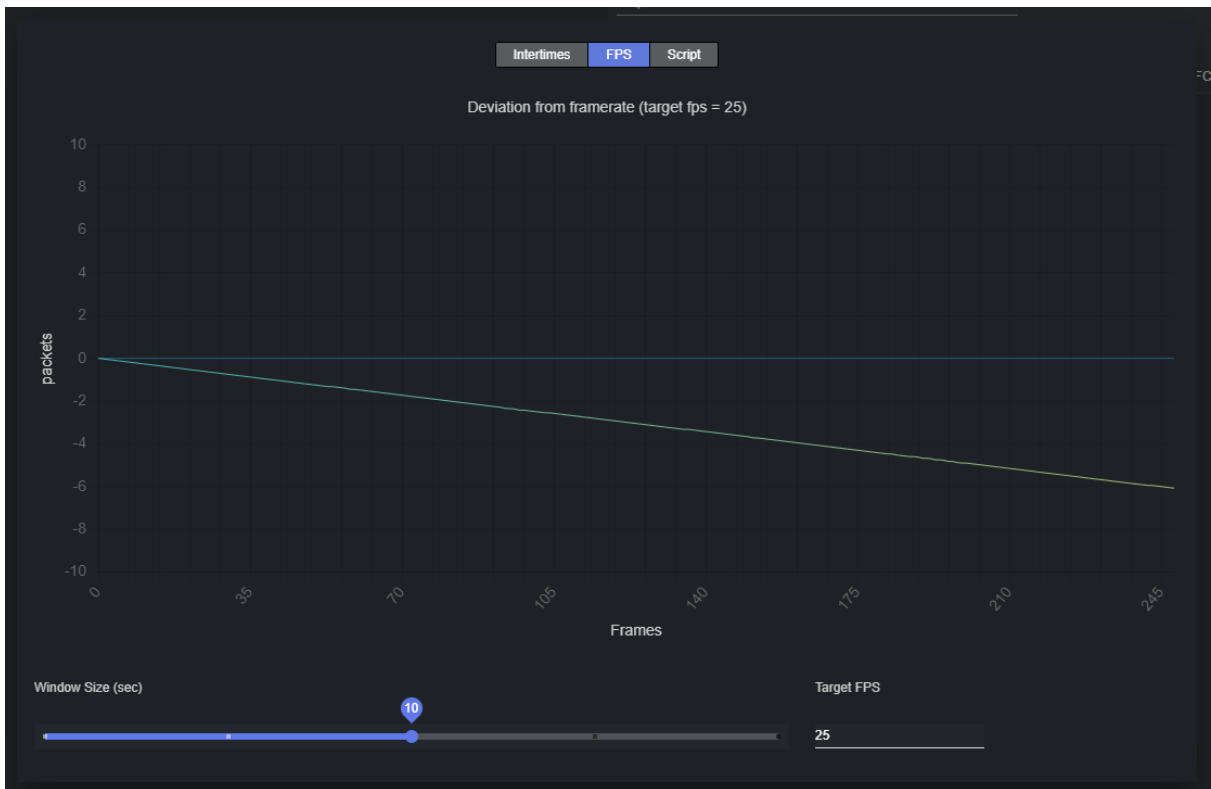 Intertimes FPS Script
FC
Deviation from framerate (target fps = 25)
10
8
6
4
2
0
-2
-4
-6
-8
-10
packets
0 35 70 105 140 175 210 245
Frames
Window Size (sec)
10
Target FPS
25